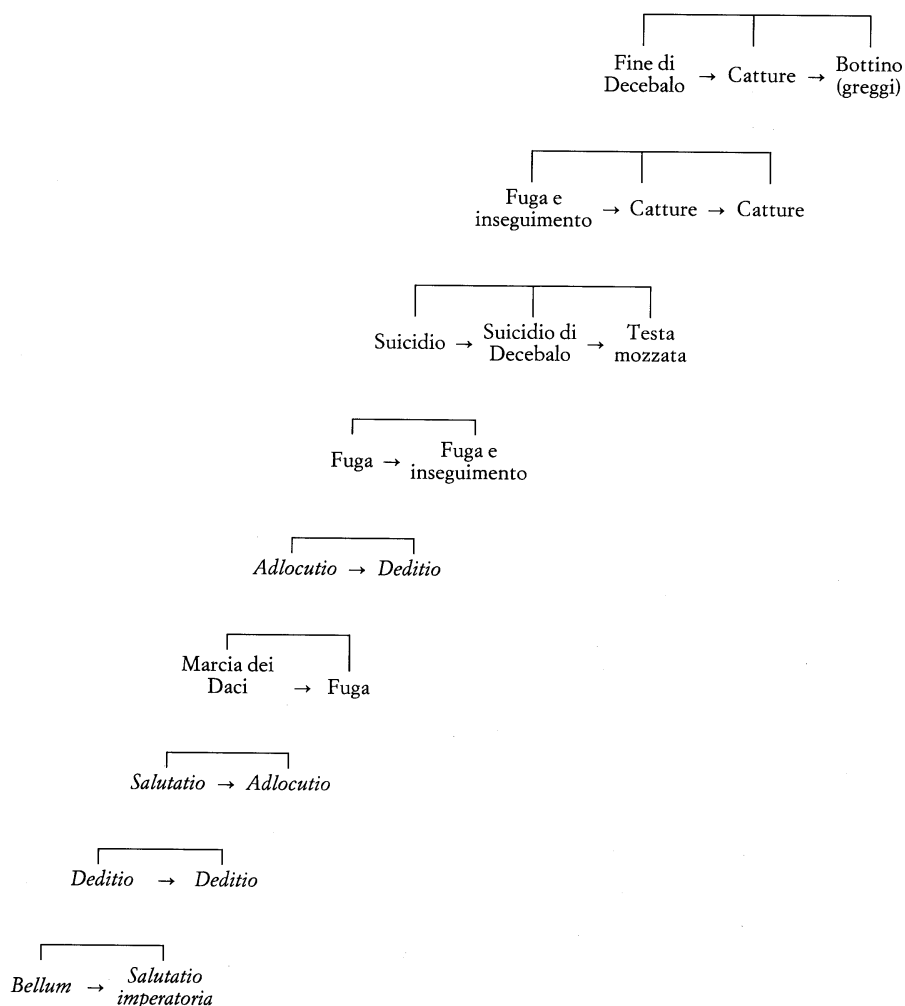 Fine di
Decebalo → Catture → Bottino
(greggi)
Fuga e
inseguimento → Catture → Catture
Suicidio → Suicidio di
Decebalo → Testa
mozzata
Fuga → Fuga e
inseguimento
Adlocutio → Deditio
Marcia dei
Daci → Fuga
Salutatio → Adlocutio
Deditio → Deditio
Bellum → Salutatio
imperatoria